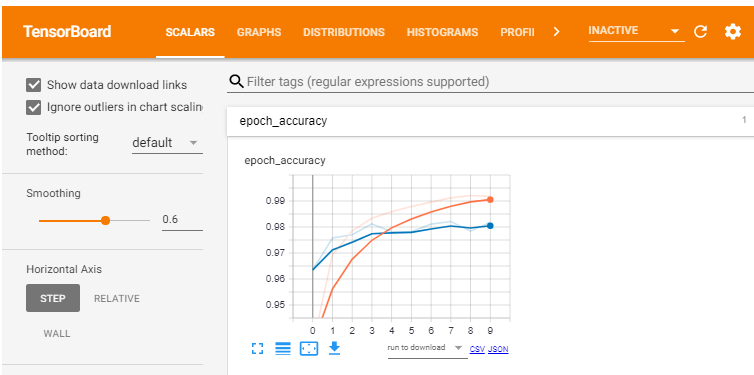 TensorBoard SCALARS GRAPHS DISTRIBUTIONS HISTOGRAMS PROFII INACTIVE
Show data download links
Ignore outliers in chart scaling
Tooltip sorting
method: default
Smoothing
0.6
Horizontal Axis
STEP RELATIVE
WALL
Filter tags (regular expressions supported)
epoch_accuracy 1
epoch_accuracy
0.99
0.98
0.97
0.96
0.95
0 1 2 3 4 5 6 7 8 9
run to download CSV JSON